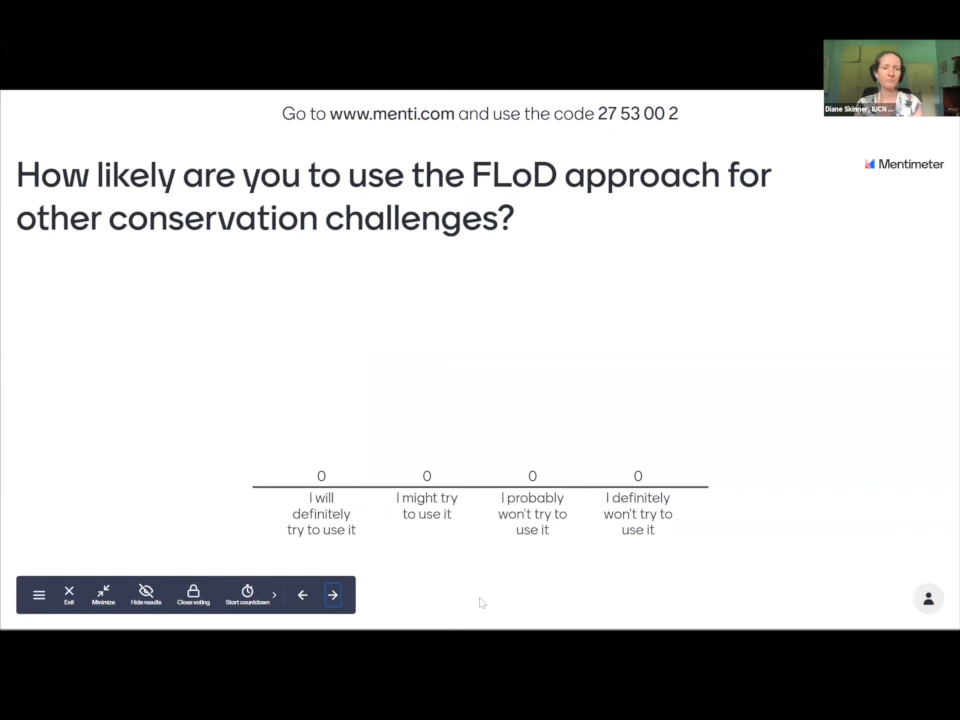 Go to www.menti.com and use the code 27 53 00 2
Diane Skinner, IUCN ...
Mentimeter
How likely are you to use the FLoD approach for
other conservation challenges?
0 0 0 0
I will
definitely
try to use it
I might try
to use it
I probably
won't try to
use it
I definitely
won't try to
use it
Exit Minimize Hide results Close voting Start countdown